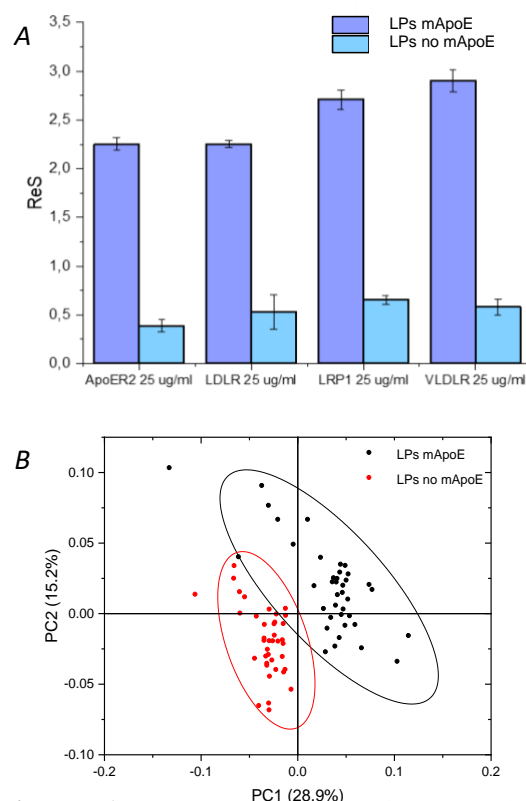 A
LPs mApoE
LPs no mApoE
3,5
3,0
2,5
2,0
1,5
1,0
0,5
0,0
ReS
ApoER2 25 ug/ml LDLR 25 ug/ml LRP1 25 ug/ml VLDLR 25 ug/ml
B
LPs mApoE
LPs no mApoE
0.10
0.05
0.00
-0.05
-0.10
PC2 (15.2%)
-0.2 -0.1 0.0 0.1 0.2
PC1 (28.9%)